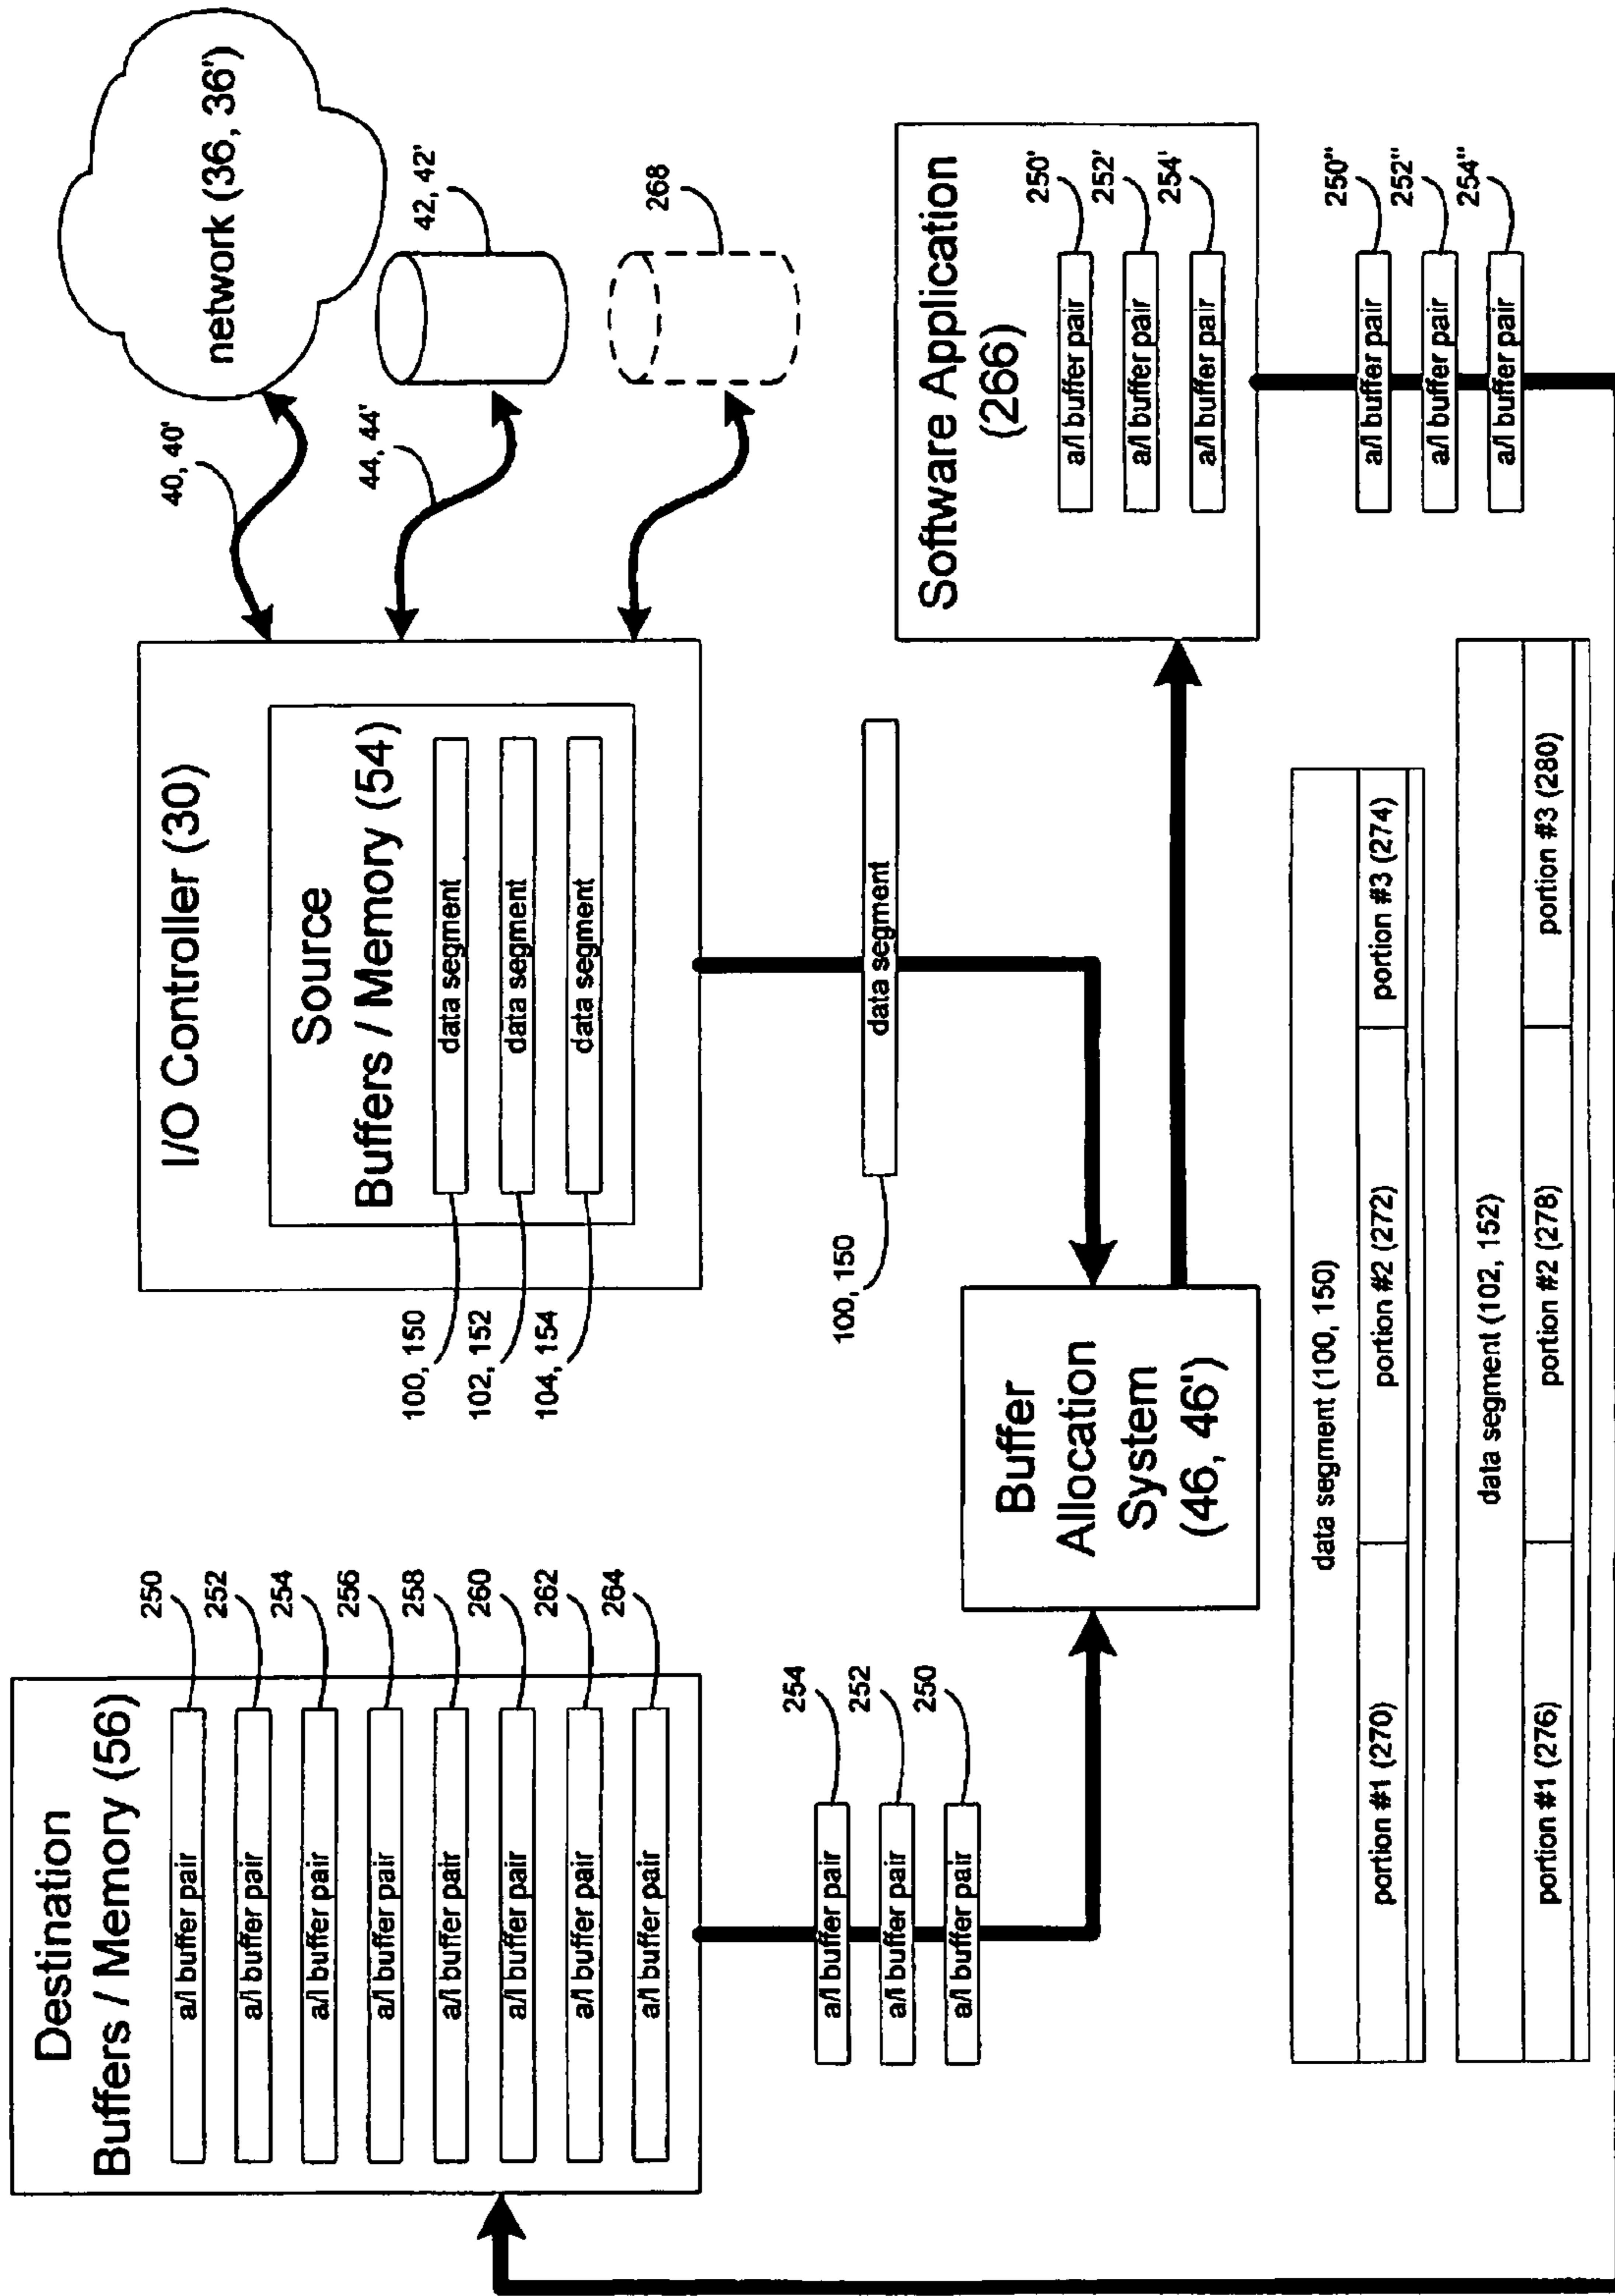 Destination
Buffers / Memory (56)
a/l buffer pair
a/l buffer pair
a/l buffer pair
a/l buffer pair
a/l buffer pair
a/l buffer pair
a/l buffer pair
a/l buffer pair
250
252
254
256
258
260
262
264
a/l buffer pair
a/l buffer pair
a/l buffer pair
254
252
250
I/O Controller (30)
Source
Buffers / Memory (54)
data segment
data segment
data segment
100, 150
102, 152
104, 154
40, 40'
network (36, 36')
44, 44'
42, 42'
268
data segment
100, 150
Buffer
Allocation
System
(46, 46')
Software Application
(266)
a/l buffer pair
a/l buffer pair
a/l buffer pair
250'
252'
254'
a/l buffer pair
a/l buffer pair
a/l buffer pair
250"
252"
254"
data segment (100, 150)
portion #1 (270)
portion #2 (272)
portion #3 (274)
data segment (102, 152)
portion #1 (276)
portion #2 (278)
portion #3 (280)